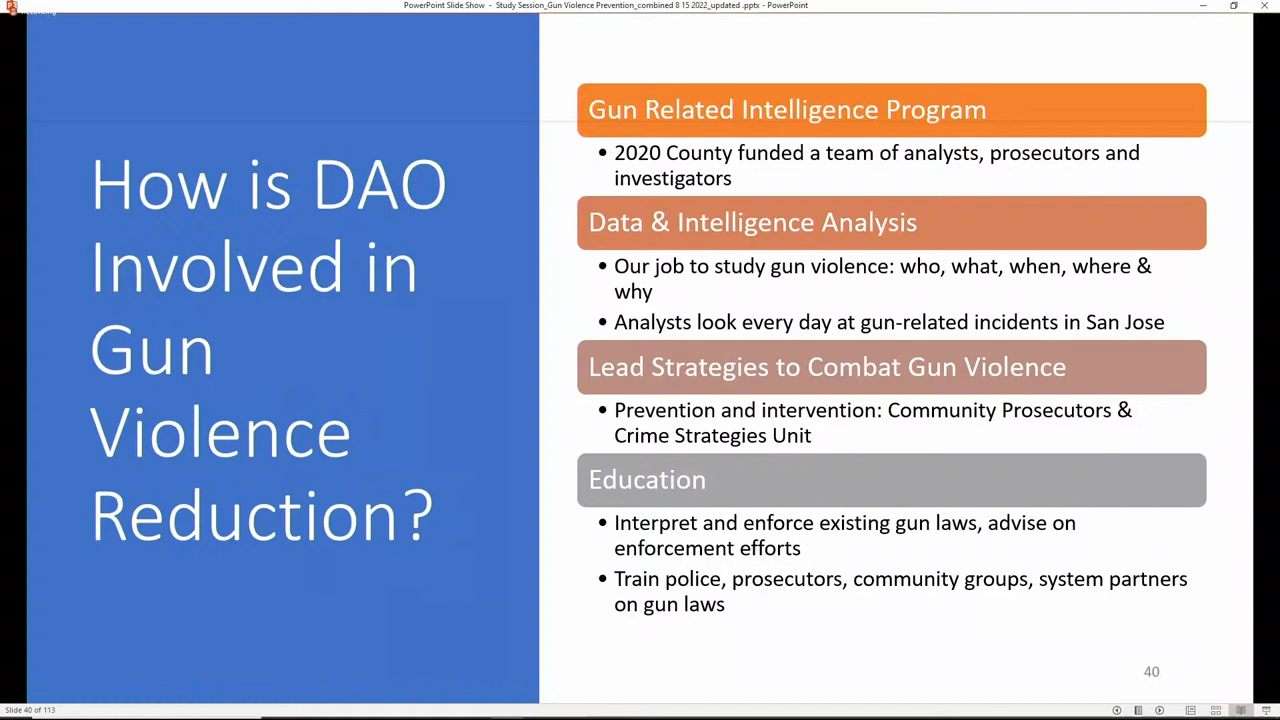 PowerPoint Slide Show - Study Session_Gun Violence Prevention_combined 8 15 2022_updated .pptx - PowerPoint
Recording
How is DAO
Involved in
Gun
Violence
Reduction?
Gun Related Intelligence Program
• 2020 County funded a team of analysts, prosecutors and
investigators
Data & Intelligence Analysis
• Our job to study gun violence: who, what, when, where &
why
• Analysts look every day at gun-related incidents in San Jose
Lead Strategies to Combat Gun Violence
• Prevention and intervention: Community Prosecutors &
Crime Strategies Unit
Education
• Interpret and enforce existing gun laws, advise on
enforcement efforts
• Train police, prosecutors, community groups, system partners
on gun laws
40
Slide 40 of 113